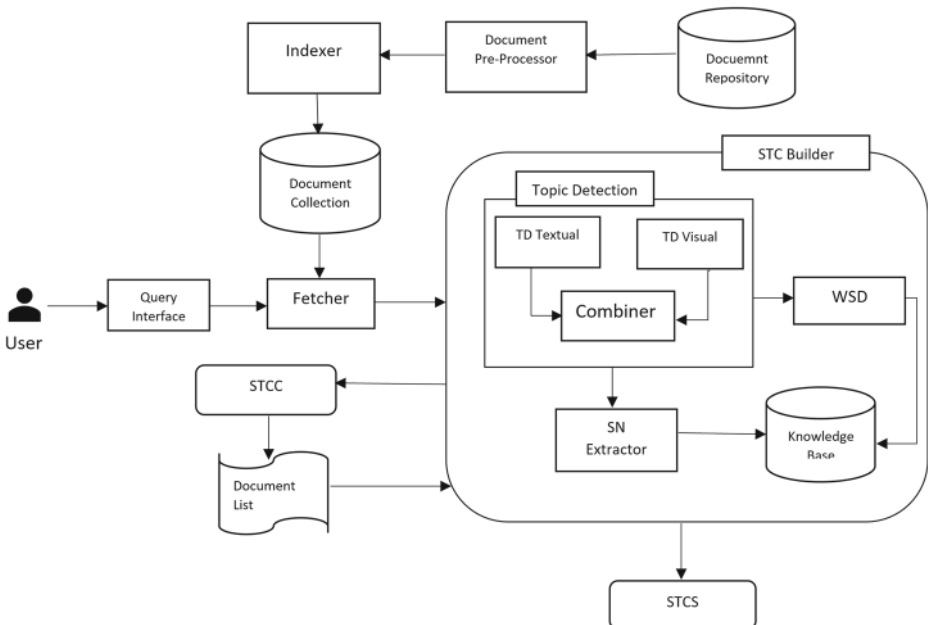 Indexer
Document
Pre-Processor
Docuemnt
Repository
STC Builder
Document
Collection
Topic Detection
TD Textual
TD Visual
Query
Interface
Fetcher
Combiner
WSD
User
STCC
SN
Extractor
Knowledge
Base
Document
List
STCS